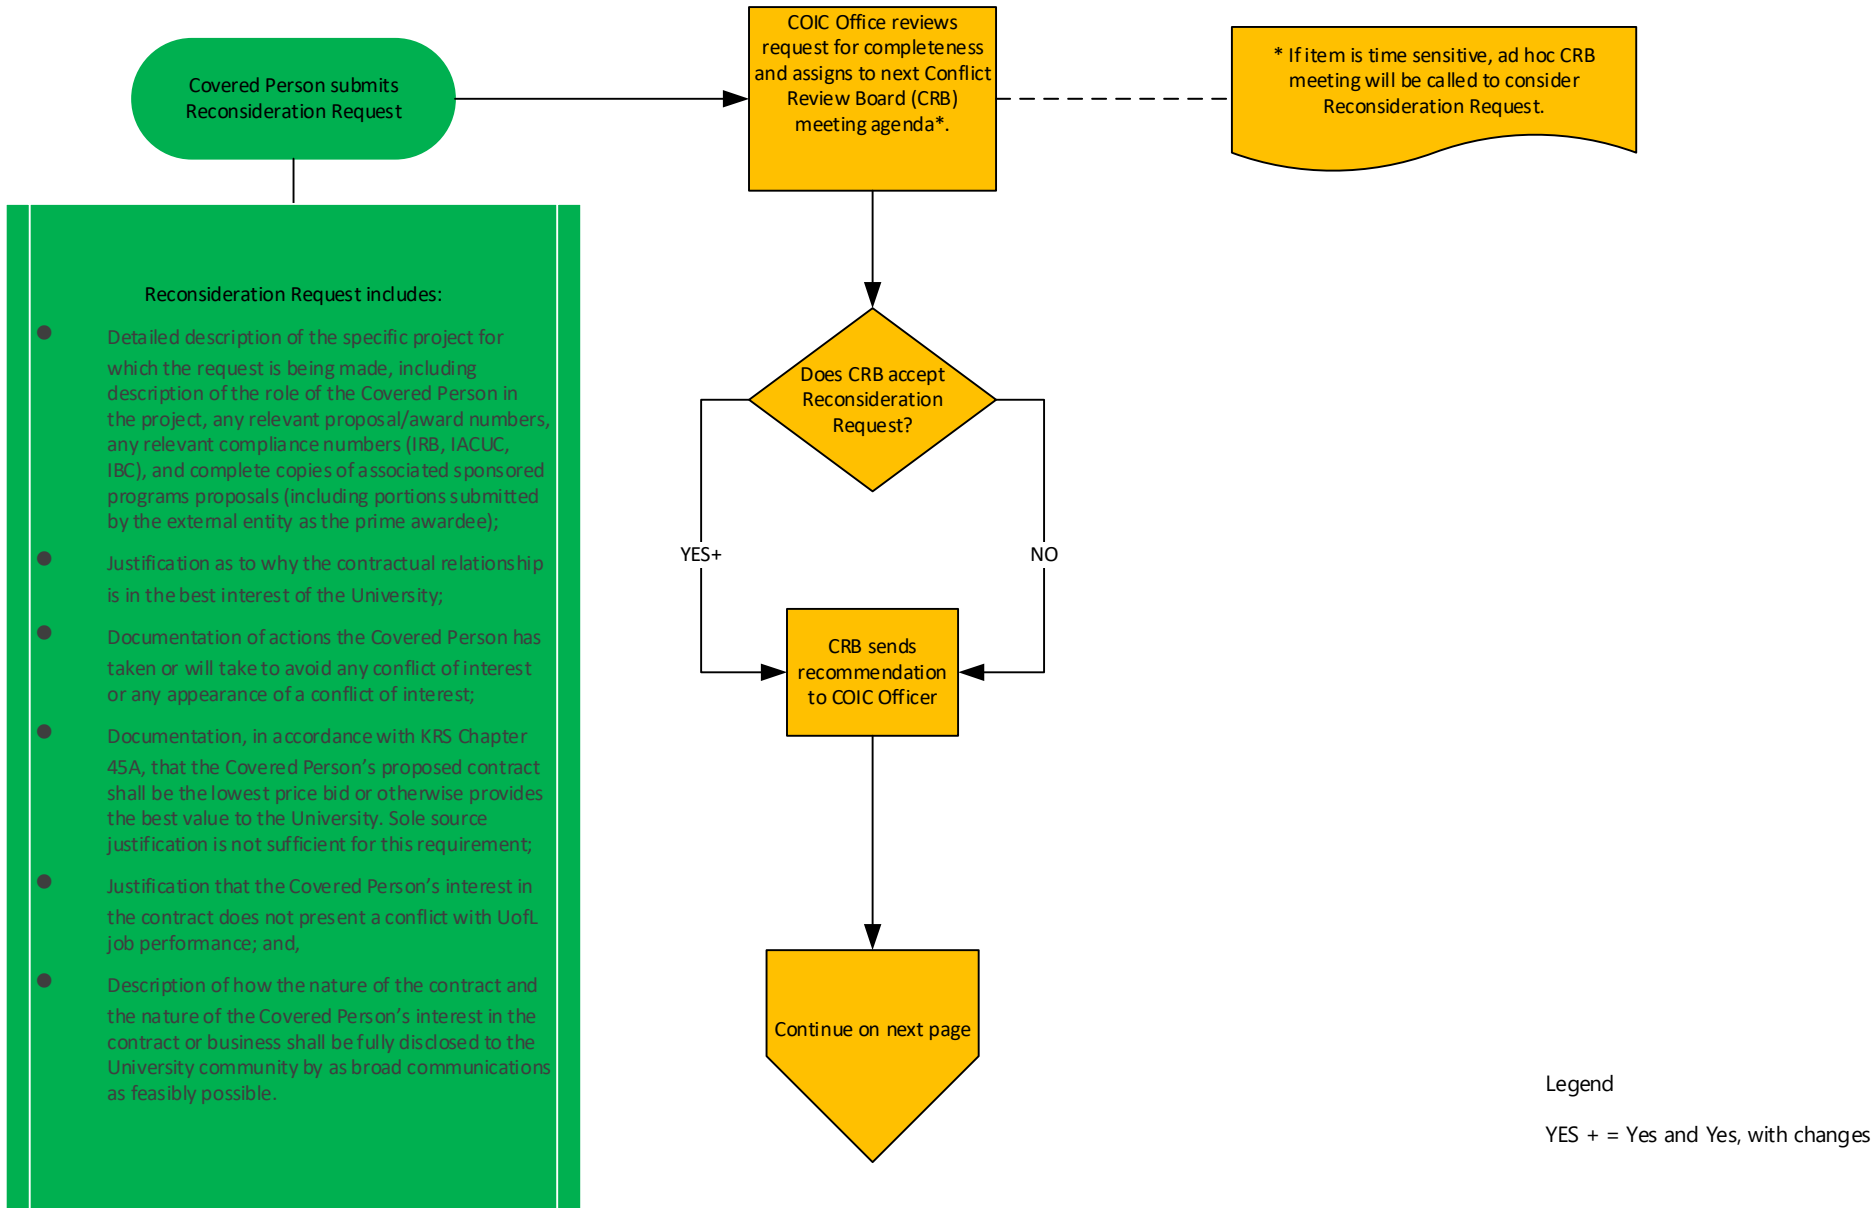 Covered Person submits
Reconsideration Request
COIC Office reviews
request for completeness
and assigns to next Conflict
Review Board (CRB)
meeting agenda*.
* If item is time sensitive, ad hoc CRB
meeting will be called to consider
Reconsideration Request.
Reconsideration Request includes:
● Detailed description of the specific project for
which the request is being made, including
description of the role of the Covered Person in
the project, any relevant proposal/award numbers,
any relevant compliance numbers (IRB, IACUC,
IBC), and complete copies of associated sponsored
programs proposals (including portions submitted
by the external entity as the prime awardee);
● Justification as to why the contractual relationship
is in the best interest of the University;
● Documentation of actions the Covered Person has
taken or will take to avoid any conflict of interest
or any appearance of a conflict of interest;
● Documentation, in accordance with KRS Chapter
45A, that the Covered Person’s proposed contract
shall be the lowest price bid or otherwise provides
the best value to the University. Sole source
justification is not sufficient for this requirement;
● Justification that the Covered Person’s interest in
the contract does not present a conflict with UofL
job performance; and,
● Description of how the nature of the contract and
the nature of the Covered Person’s interest in the
contract or business shall be fully disclosed to the
University community by as broad communications
as feasibly possible.
Does CRB accept
Reconsideration
Request?
YES+
NO
CRB sends
recommendation
to COIC Officer
Continue on next page
Legend
YES + = Yes and Yes, with changes